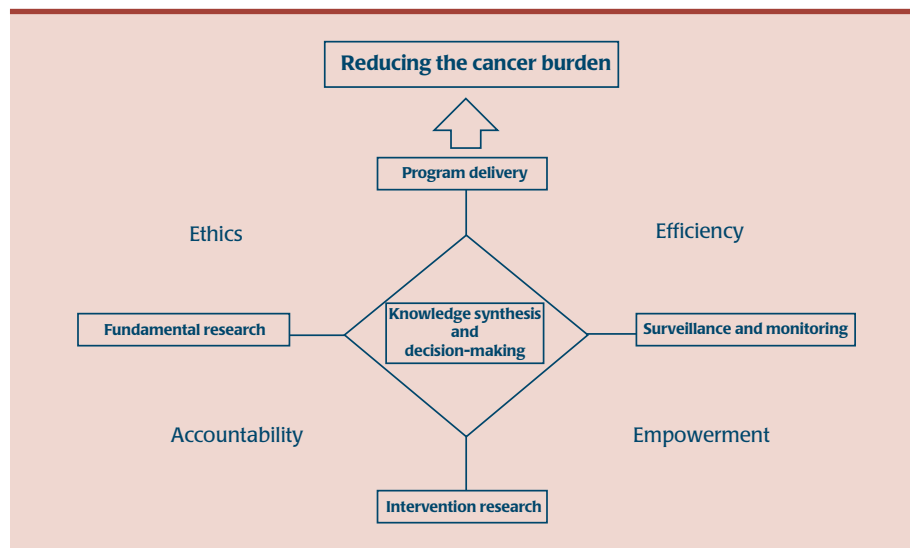 Reducing the cancer burden
Program delivery
Ethics
Efficiency
Fundamental research
Knowledge synthesis
and
decision-making
Surveillance and monitoring
Accountability
Empowerment
Intervention research